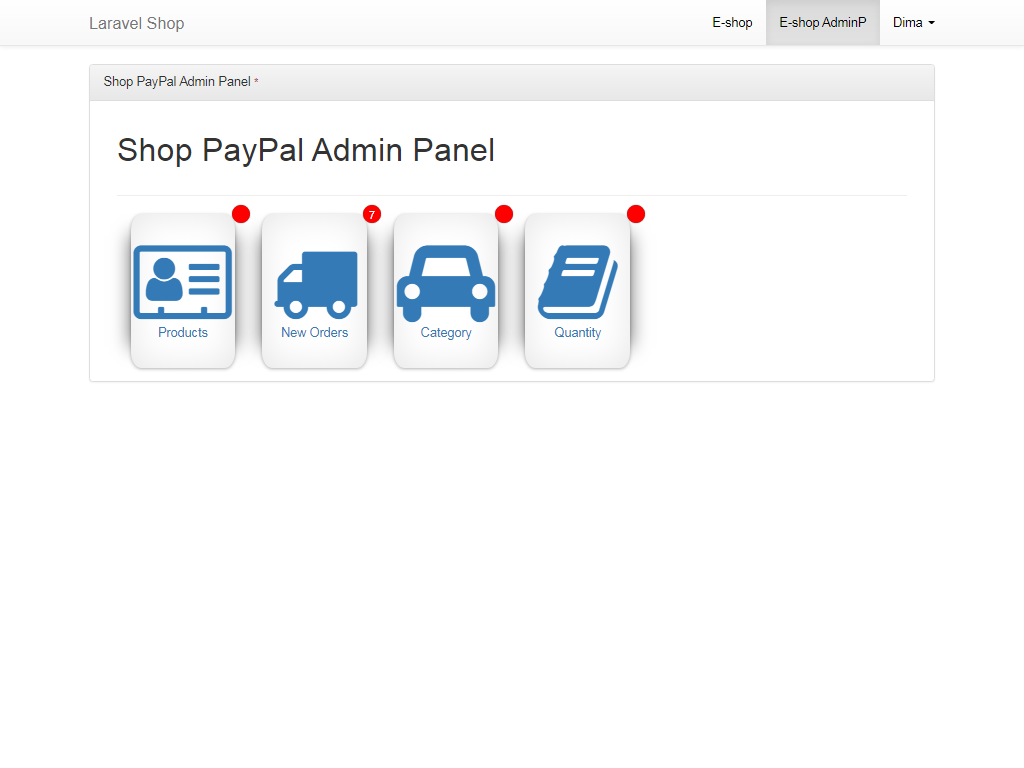 Laravel Shop
E-shop
E-shop AdminP
Dima
Shop PayPal Admin Panel *
Shop PayPal Admin Panel
7
Products
New Orders
Category
Quantity